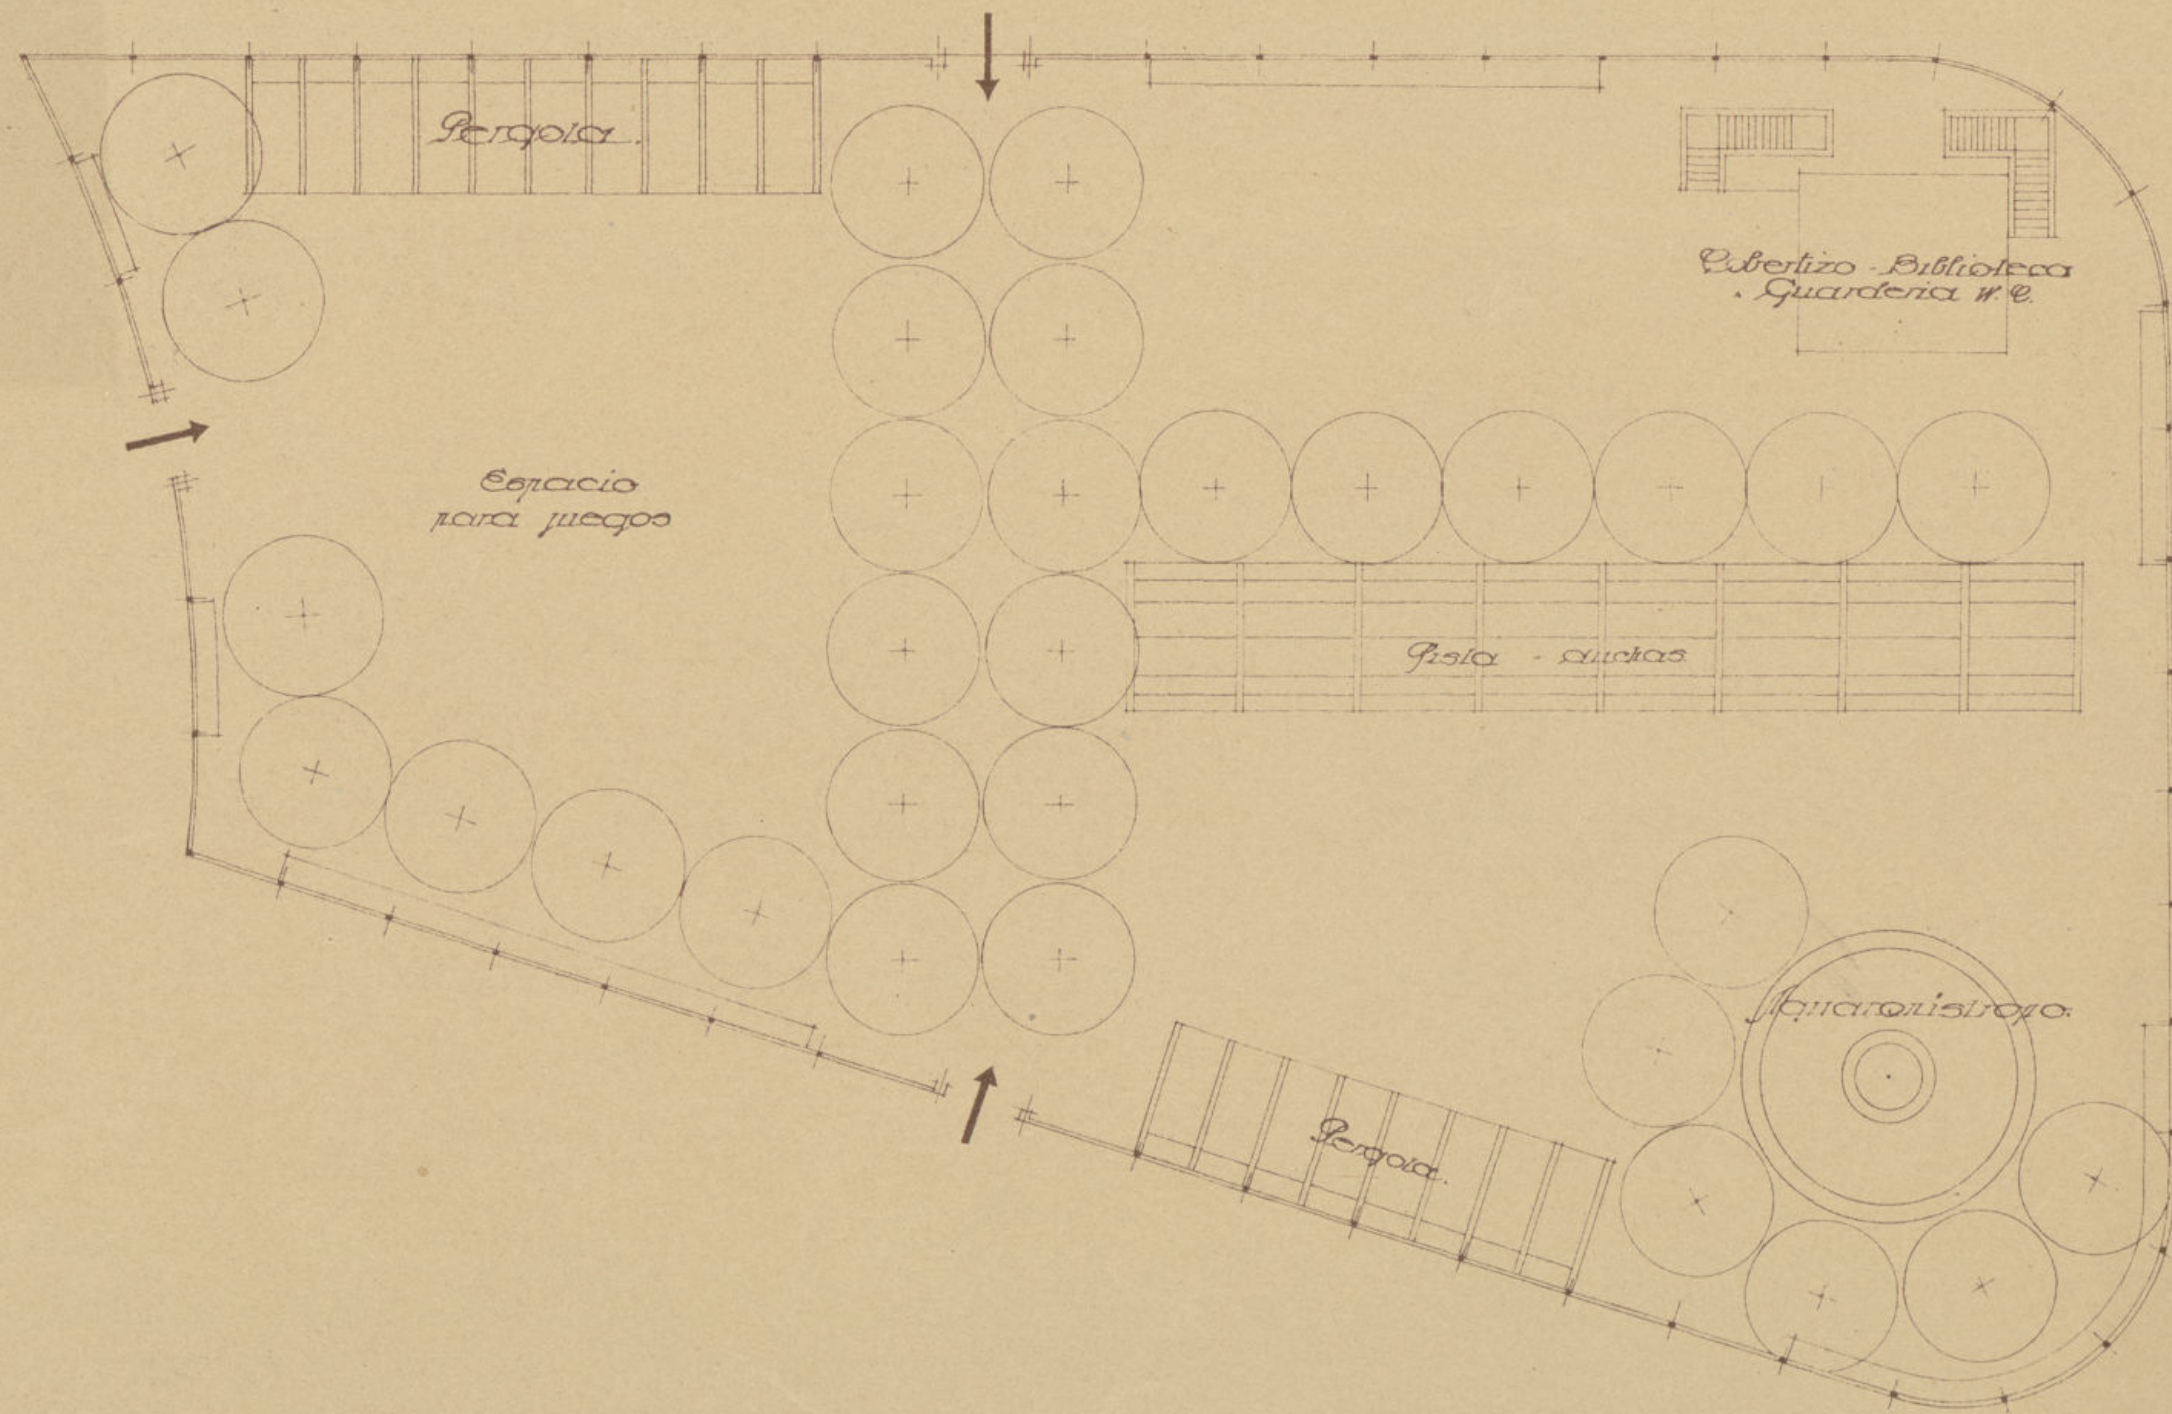 Pergola.
Cobertizo - Biblioteca
Guarderia W.C.
Espacio
para juegos
Pista - duchas
Pergola.